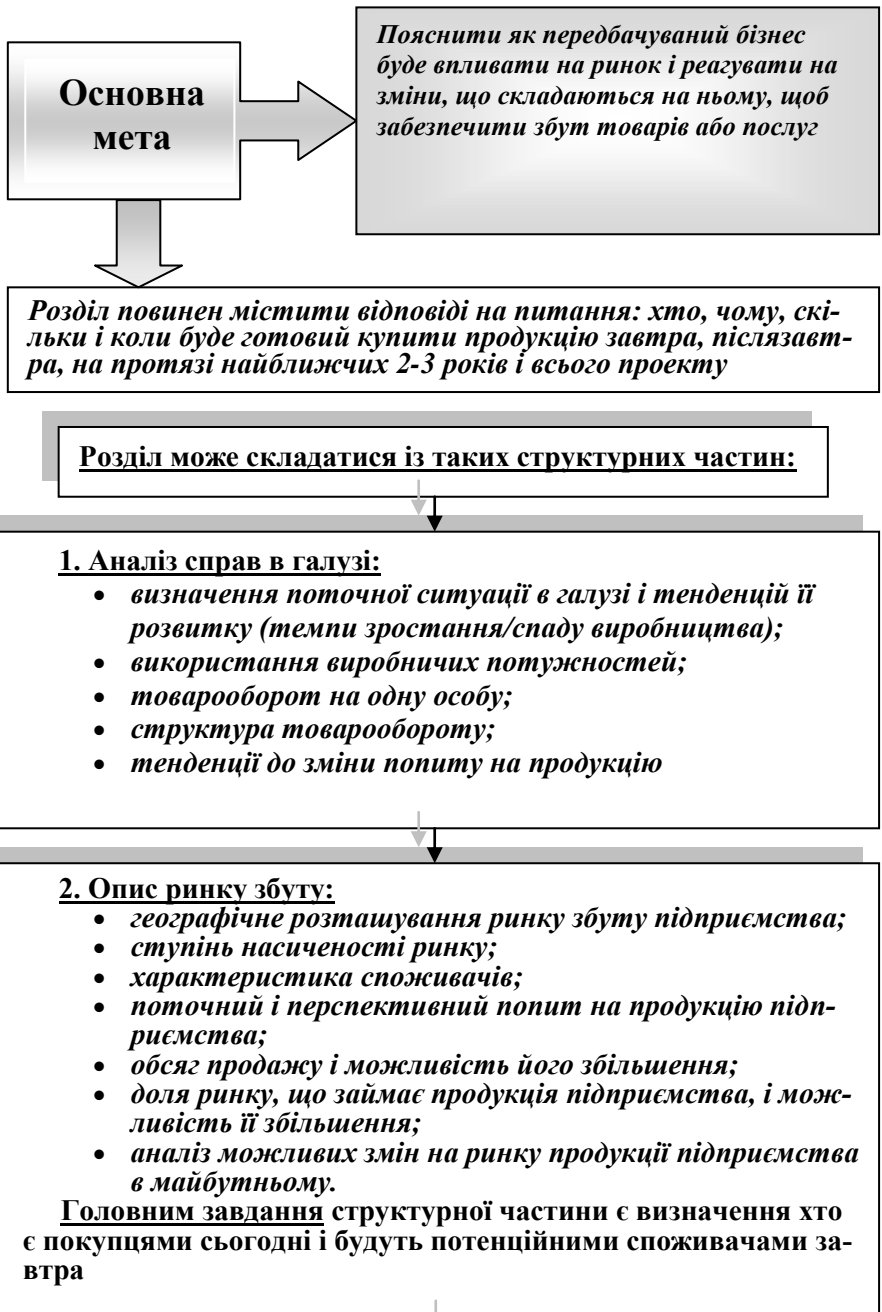 Основна
мета
Пояснити як передбачуваний бізнес
буде впливати на ринок і реагувати на
зміни, що складаються на ньому, щоб
забезпечити збут товарів або послуг
Розділ повинен містити відповіді на питання: хто, чому, скі-
льки і коли буде готовий купити продукцію завтра, післязавт-
ра, на протязі найближчих 2-3 років і всього проекту
Розділ може складатися із таких структурних частин:
1. Аналіз справ в галузі:
• визначення поточної ситуації в галузі і тенденцій її
розвитку (темпи зростання/спаду виробництва);
• використання виробничих потужностей;
• товарооборот на одну особу;
• структура товарообороту;
• тенденції до зміни попиту на продукцію
2. Опис ринку збуту:
• географічне розташування ринку збуту підприємства;
• ступінь насиченості ринку;
• характеристика споживачів;
• поточний і перспективний попит на продукцію підп-
риємства;
• обсяг продажу і можливість його збільшення;
• доля ринку, що займає продукція підприємства, і мож-
ливість її збільшення;
• аналіз можливих змін на ринку продукції підприємства
в майбутньому.
Головним завдання структурної частини є визначення хто
є покупцями сьогодні і будуть потенційними споживачами за-
втра